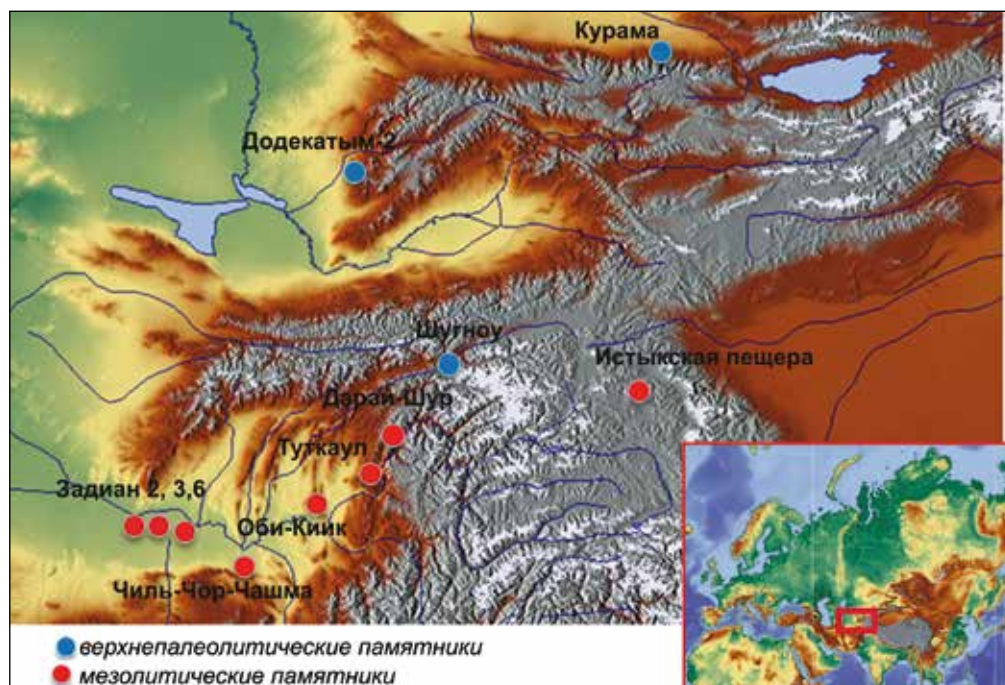 Курама
Додекатым-2
Шугноу
Истыкская пещера
Дарай-Шур
Туткаул
Задиан 2, 3,6
Оби-Киик
Чиль-Чор-Чашма
верхнепалеолитические памятники
мезолитические памятники